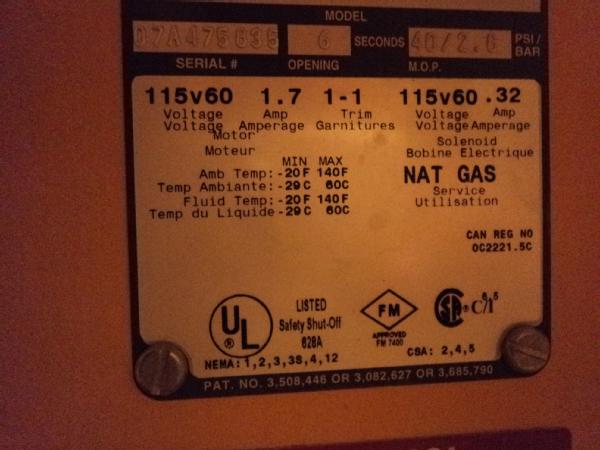 MODEL
07A475635 6 SECONDS 40/2.8 PSI/BAR
SERIAL # OPENING M.O.P.
115v60 1.7 1-1 115v60 .32
Voltage Amp Trim Voltage Amp
Voltage Amperage Garnitures Voltage Amperage
Motor Solenoid
Moteur Bobine Electrique
MIN MAX
Amb Temp: -20F 140F NAT GAS
Temp Ambiante: -29C 60C Service
Fluid Temp: -20F 140F Utilisation
Temp du Liquide -29C 60C
CAN REG NO
0C2221.5C
UL ® LISTED Safety Shut-Off 628A
FM APPROVED FM 7400
NEMA: 1,2,3,3S,4,12 CSA: 2,4,5
PAT. NO. 3,508,446 OR 3,082,627 OR 3,685,790